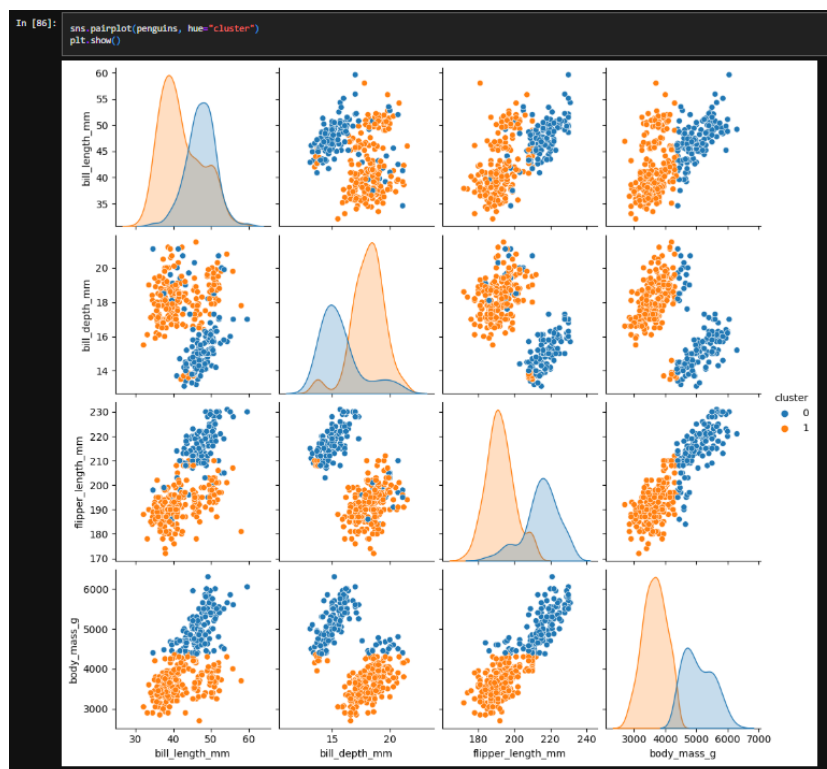 In [86]:
sns.pairplot(penguins, hue="cluster")
plt.show()
60
55
50
45
40
35
bill_length_mm
20
18
16
14
bill_depth_mm
cluster
0
1
230
220
210
200
190
180
170
flipper_length_mm
6000
5000
4000
3000
body_mass_g
30 40 50 60
15 20
180 200 220 240
2000 3000 4000 5000 6000 7000
bill_length_mm
bill_depth_mm
flipper_length_mm
body_mass_g